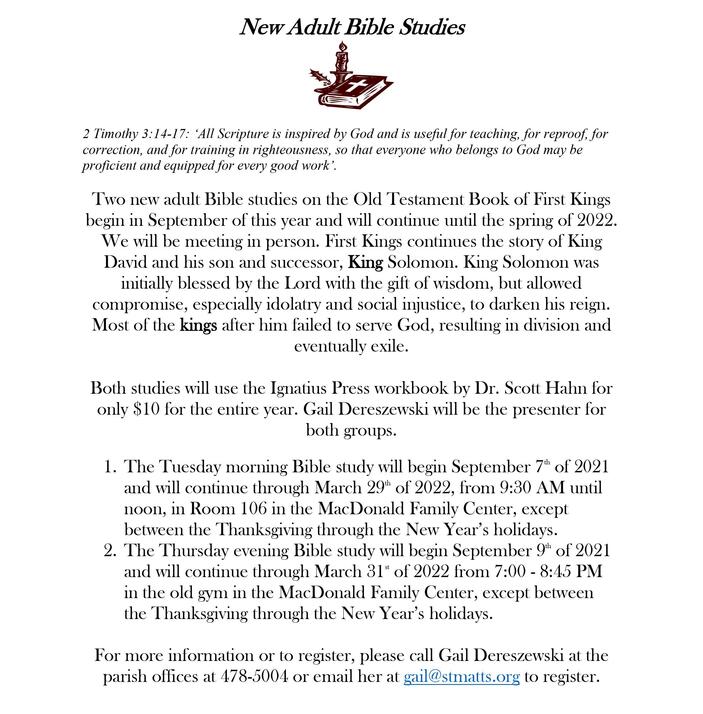 New Adult Bible Studies
2 Timothy 3:14-17: ‘All Scripture is inspired by God and is useful for teaching, for reproof, for
correction, and for training in righteousness, so that everyone who belongs to God may be
proficient and equipped for every good work’.
Two new adult Bible studies on the Old Testament Book of First Kings
begin in September of this year and will continue until the spring of 2022.
We will be meeting in person. First Kings continues the story of King
David and his son and successor, King Solomon. King Solomon was
initially blessed by the Lord with the gift of wisdom, but allowed
compromise, especially idolatry and social injustice, to darken his reign.
Most of the kings after him failed to serve God, resulting in division and
eventually exile.
Both studies will use the Ignatius Press workbook by Dr. Scott Hahn for
only $10 for the entire year. Gail Dereszewski will be the presenter for
both groups.
1. The Tuesday morning Bible study will begin September 7th of 2021
and will continue through March 29th of 2022, from 9:30 AM until
noon, in Room 106 in the MacDonald Family Center, except
between the Thanksgiving through the New Year’s holidays.
2. The Thursday evening Bible study will begin September 9th of 2021
and will continue through March 31st of 2022 from 7:00 - 8:45 PM
in the old gym in the MacDonald Family Center, except between
the Thanksgiving through the New Year’s holidays.
For more information or to register, please call Gail Dereszewski at the
parish offices at 478-5004 or email her at gail@stmatts.org to register.